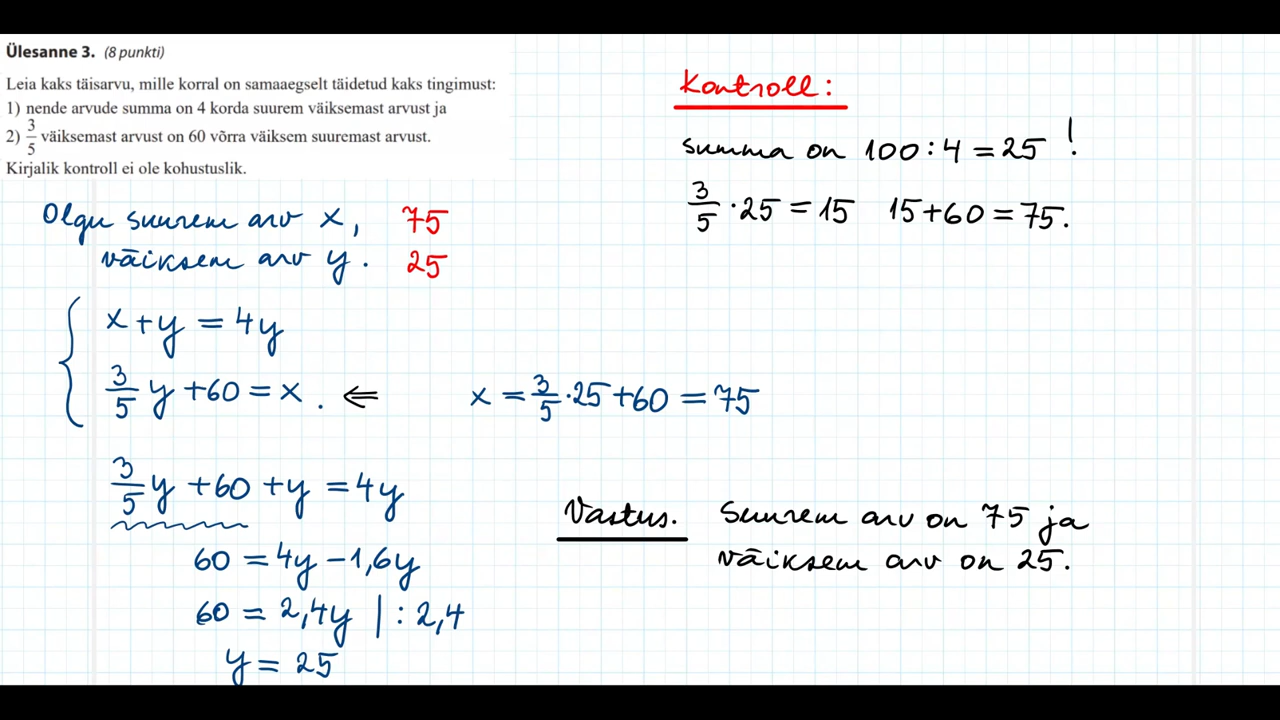 Ülesanne 3. (8 punkti)
Leia kaks täisarvu, mille korral on samaaegselt täidetud kaks tingimust:
1) nende arvude summa on 4 korda suurem väiksemast arvust ja
2) 3/5 väiksemast arvust on 60 võrra väiksem suuremast arvust.
Kirjalik kontroll ei ole kohustuslik.
Olgu suurem arv x, 75
väiksem arv y. 25
x + y = 4y
3/5 y + 60 = x . ⇐ x = 3/5 · 25 + 60 = 75
3/5 y + 60 + y = 4y
60 = 4y − 1,6y
60 = 2,4y | : 2,4
y = 25
Kontroll:
summa on 100 : 4 = 25 !
3/5 · 25 = 15 15 + 60 = 75.
Vastus. Suurem arv on 75 ja
väiksem arv on 25.